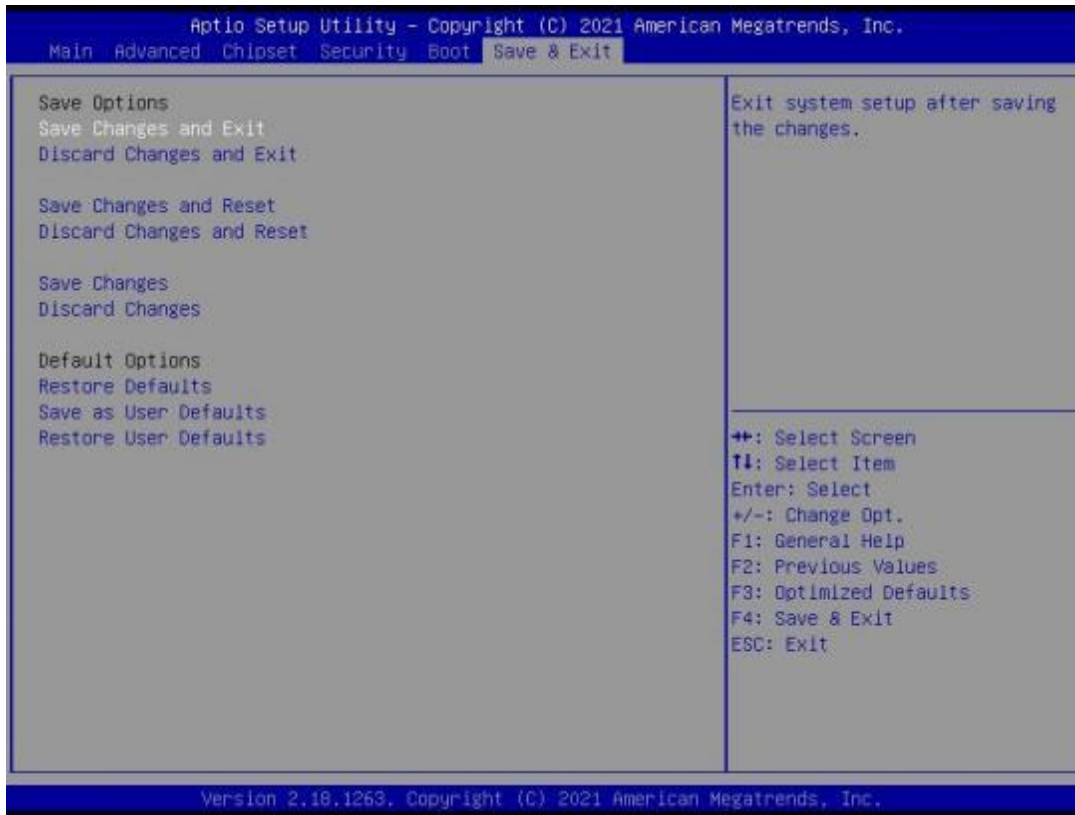 Aptio Setup Utility – Copyright (C) 2021 American Megatrends, Inc.
Main Advanced Chipset Security Boot Save & Exit
Save Options
Save Changes and Exit
Discard Changes and Exit
Save Changes and Reset
Discard Changes and Reset
Save Changes
Discard Changes
Default Options
Restore Defaults
Save as User Defaults
Restore User Defaults
Exit system setup after saving
the changes.
→←: Select Screen
↑↓: Select Item
Enter: Select
+/-: Change Opt.
F1: General Help
F2: Previous Values
F3: Optimized Defaults
F4: Save & Exit
ESC: Exit
Version 2.18.1263. Copyright (C) 2021 American Megatrends, Inc.